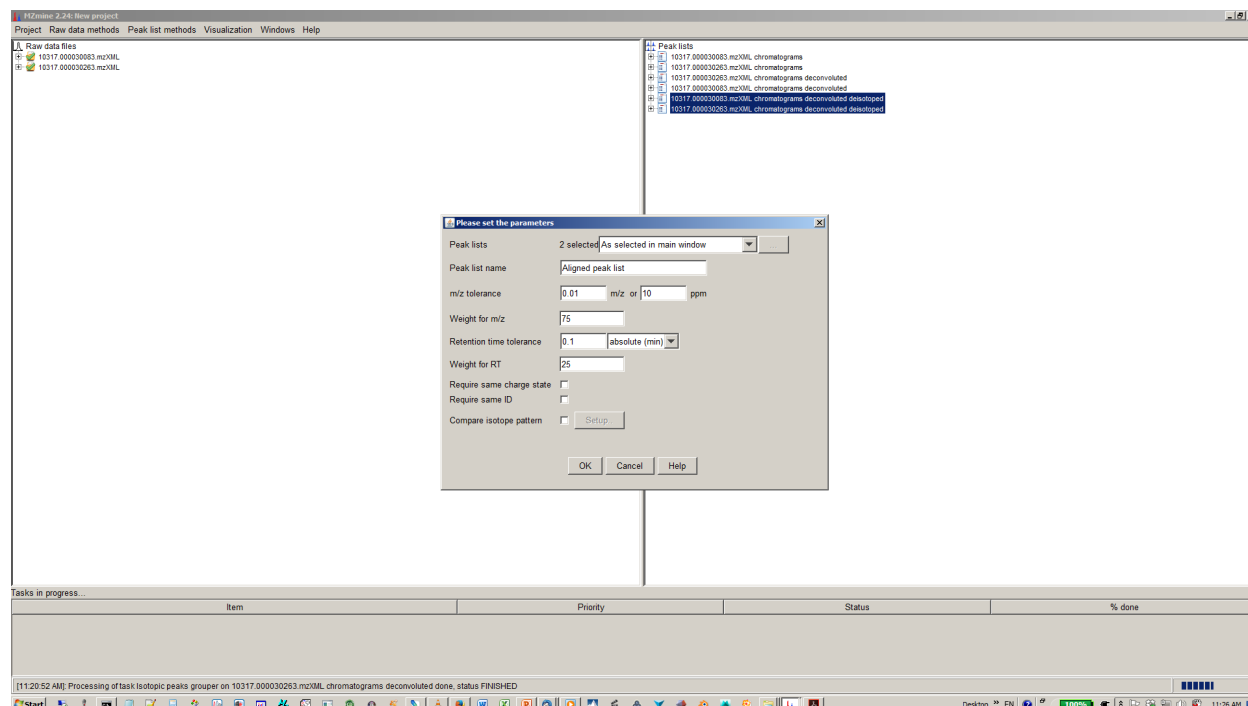 MZmine 2.24: New project
Project Raw data methods Peak list methods Visualization Windows Help
Raw data files
10317.000030083.mzXML
10317.000030263.mzXML
Peak lists
10317.000030083.mzXML chromatograms
10317.000030263.mzXML chromatograms
10317.000030263.mzXML chromatograms deconvoluted
10317.000030083.mzXML chromatograms deconvoluted
10317.000030083.mzXML chromatograms deconvoluted deisotoped
10317.000030263.mzXML chromatograms deconvoluted deisotoped
Please set the parameters
Peak lists 2 selected As selected in main window ...
Peak list name Aligned peak list
m/z tolerance 0.01 m/z or 10 ppm
Weight for m/z 75
Retention time tolerance 0.1 absolute (min)
Weight for RT 25
Require same charge state
Require same ID
Compare isotope pattern Setup...
OK Cancel Help
Tasks in progress...
Item Priority Status % done
[11:20:52 AM]: Processing of task Isotopic peaks grouper on 10317.000030263.mzXML chromatograms deconvoluted done, status FINISHED
Start Desktop » EN 100% 11:26 AM